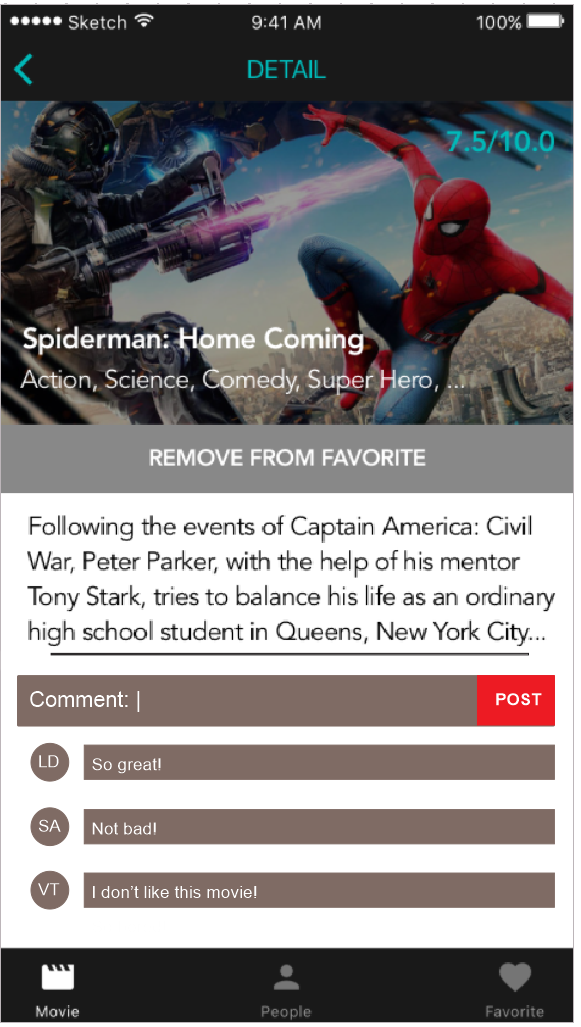 Sketch 9:41 AM 100%
DETAIL
7.5/10.0
Spiderman: Home Coming
Action, Science, Comedy, Super Hero, ...
REMOVE FROM FAVORITE
Following the events of Captain America: Civil
War, Peter Parker, with the help of his mentor
Tony Stark, tries to balance his life as an ordinary
high school student in Queens, New York City...
Comment: | POST
LD So great!
SA Not bad!
VT I don't like this movie!
Movie People Favorite